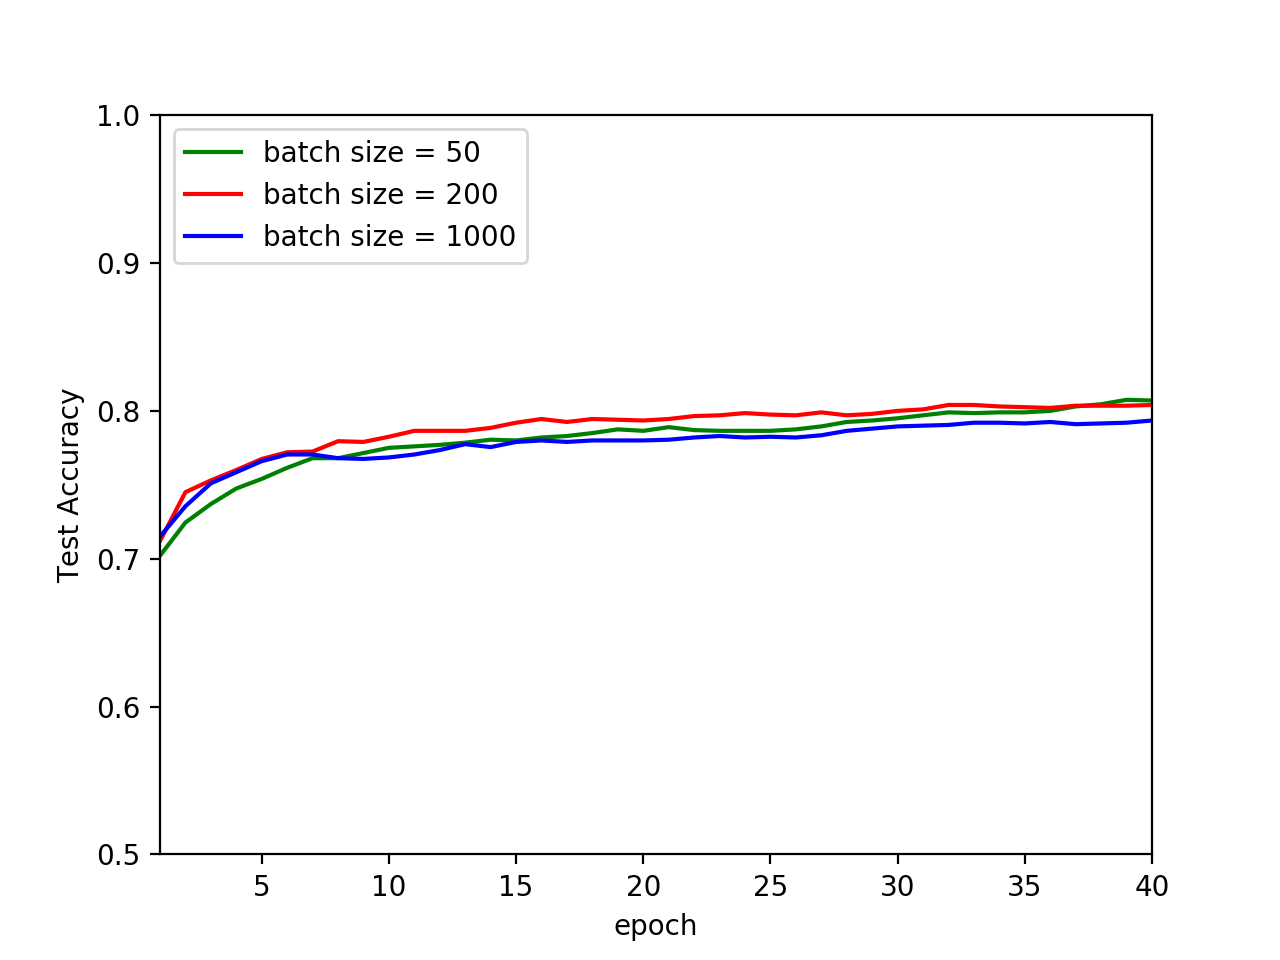 1.0
0.9
0.8
0.7
0.6
0.5
Test Accuracy
batch size = 50
batch size = 200
batch size = 1000
5 10 15 20 25 30 35 40
epoch